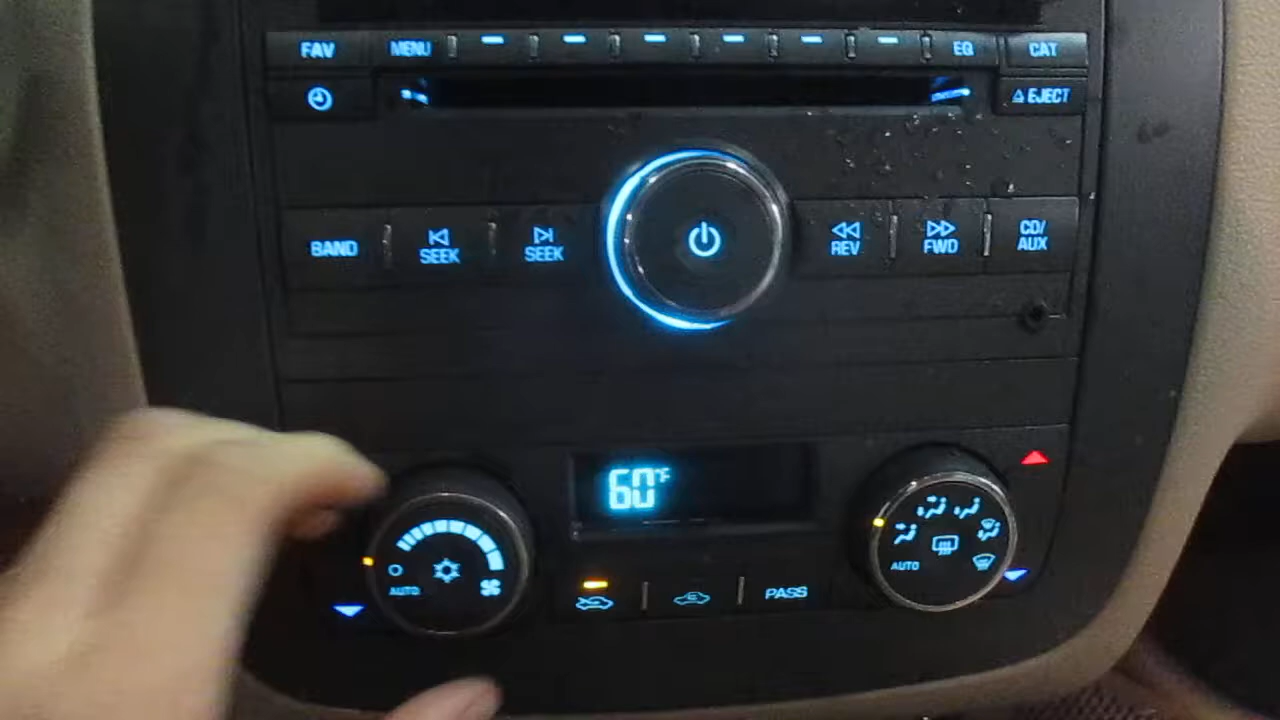 FAV MENU EQ CAT
EJECT
BAND SEEK SEEK REV FWD CD/AUX
60°F
AUTO
AUTO
PASS